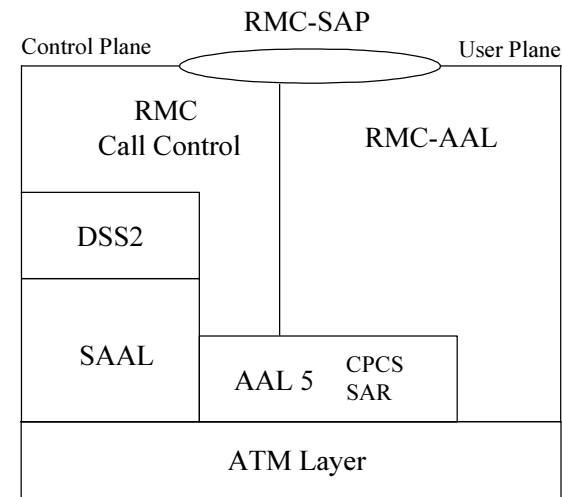 RMC-SAP
Control Plane
User Plane
RMC
Call Control
RMC-AAL
DSS2
SAAL
AAL 5
CPCS
SAR
ATM Layer